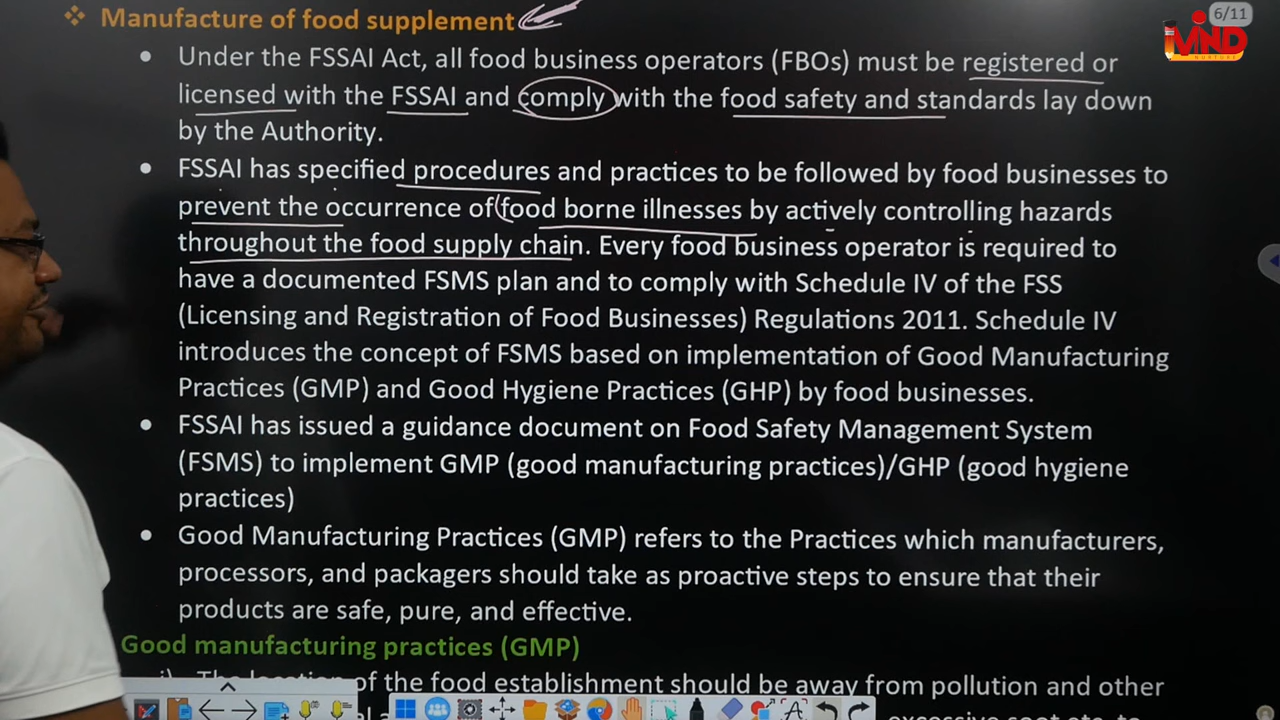 Manufacture of food supplement
6/11
MIND
NURTURE
Under the FSSAI Act, all food business operators (FBOs) must be registered or
licensed with the FSSAI and comply with the food safety and standards lay down
by the Authority.
FSSAI has specified procedures and practices to be followed by food businesses to
prevent the occurrence of food borne illnesses by actively controlling hazards
throughout the food supply chain. Every food business operator is required to
have a documented FSMS plan and to comply with Schedule IV of the FSS
(Licensing and Registration of Food Businesses) Regulations 2011. Schedule IV
introduces the concept of FSMS based on implementation of Good Manufacturing
Practices (GMP) and Good Hygiene Practices (GHP) by food businesses.
FSSAI has issued a guidance document on Food Safety Management System
(FSMS) to implement GMP (good manufacturing practices)/GHP (good hygiene
practices)
Good Manufacturing Practices (GMP) refers to the Practices which manufacturers,
processors, and packagers should take as proactive steps to ensure that their
products are safe, pure, and effective.
Good manufacturing practices (GMP)
i) The location of the food establishment should be away from pollution and other
excessive soot etc. to